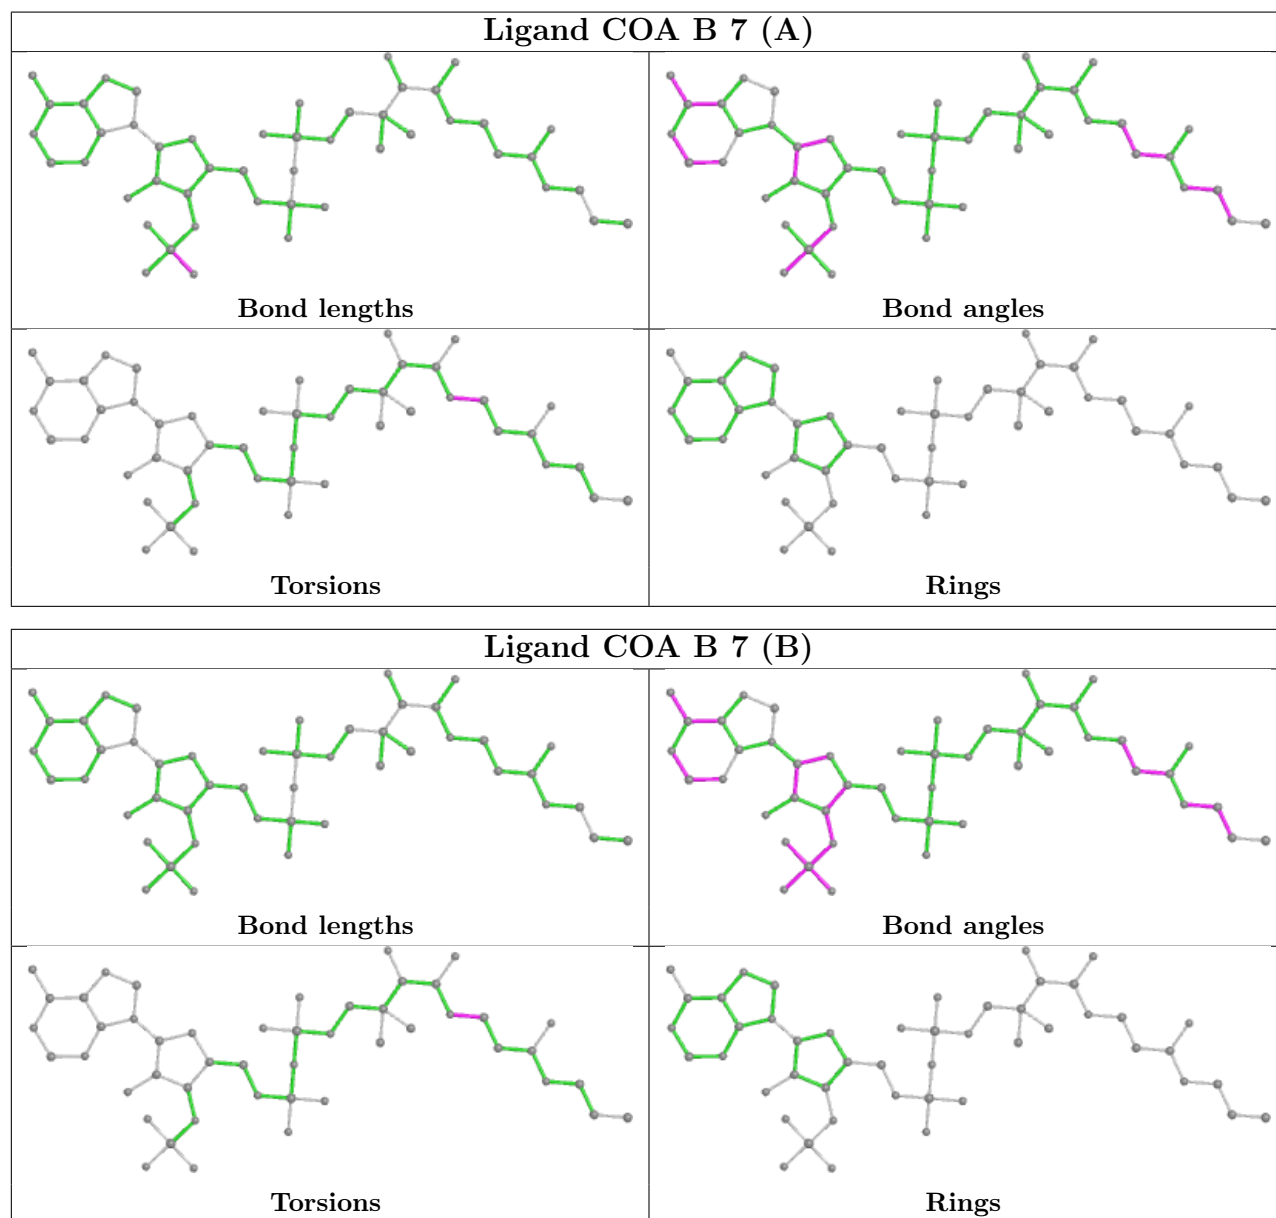 Ligand COA B 7 (A)
Bond lengths
Bond angles
Torsions
Rings
Ligand COA B 7 (B)
Bond lengths
Bond angles
Torsions
Rings